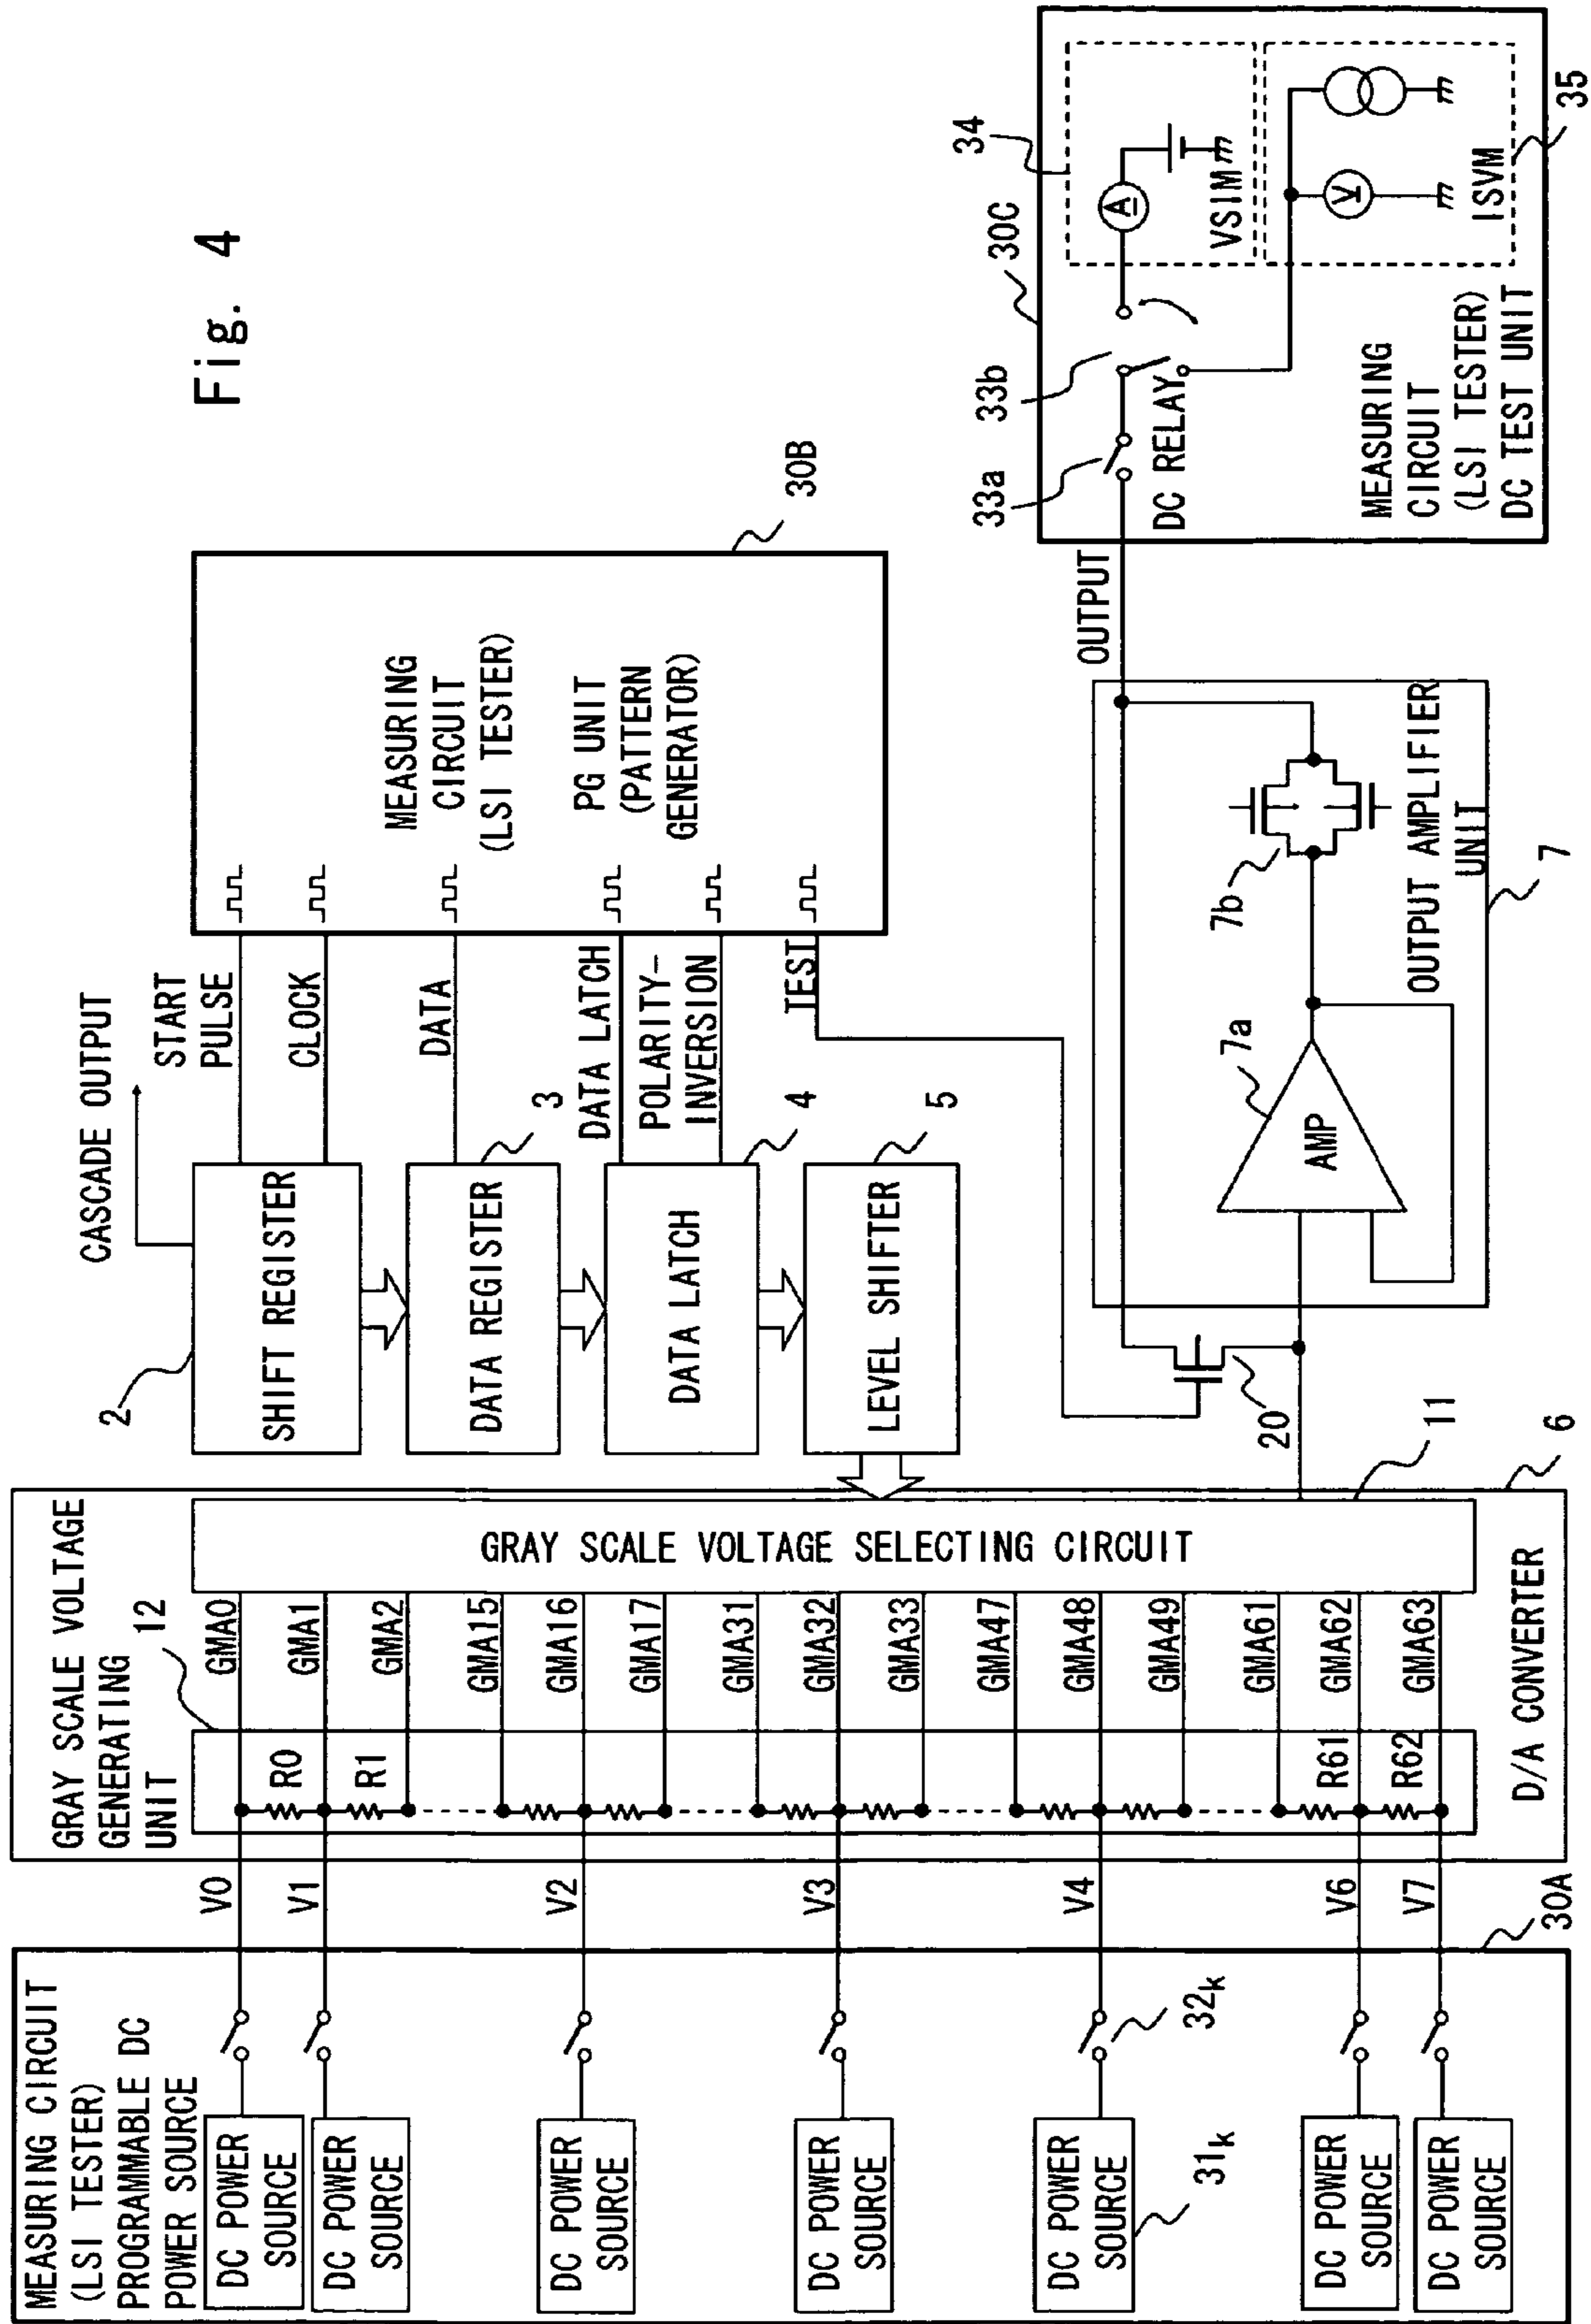 Fig. 4
MEASURING CIRCUIT
(LSI TESTER)
PROGRAMMABLE DC
POWER SOURCE
DC POWER
SOURCE
DC POWER
SOURCE
DC POWER
SOURCE
DC POWER
SOURCE
DC POWER
SOURCE
DC POWER
SOURCE
DC POWER
SOURCE
31k
32k
30A
V0
V1
V2
V3
V4
V6
V7
GRAY SCALE VOLTAGE
GENERATING
UNIT
12
R0
R1
R61
R62
GMA0
GMA1
GMA2
GMA15
GMA16
GMA17
GMA31
GMA32
GMA33
GMA47
GMA48
GMA49
GMA61
GMA62
GMA63
GRAY SCALE VOLTAGE SELECTING CIRCUIT
D/A CONVERTER
11
6
CASCADE OUTPUT
2
SHIFT REGISTER
DATA REGISTER
3
DATA LATCH
4
LEVEL SHIFTER
5
START
PULSE
CLOCK
DATA
DATA LATCH
POLARITY-
INVERSION
TEST
MEASURING
CIRCUIT
(LSI TESTER)
PG UNIT
(PATTERN
GENERATOR)
30B
20
AMP
7a
7b
OUTPUT AMPLIFIER
UNIT
7
OUTPUT
33a
33b
DC RELAY
30C
34
A
VSIM
V
ISVM
35
MEASURING
CIRCUIT
(LSI TESTER)
DC TEST UNIT